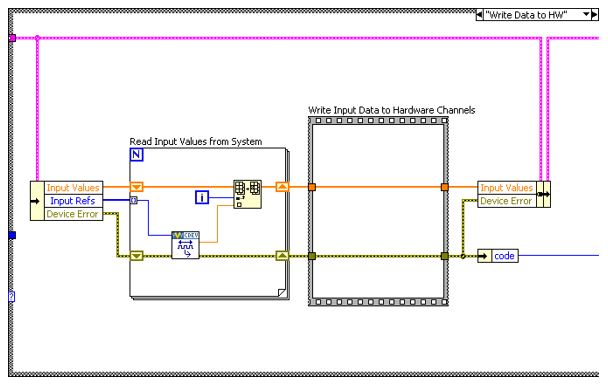 "Write Data to HW"
Write Input Data to Hardware Channels
Read Input Values from System
N
Input Values
Input Refs
Device Error
i
CDEV
Input Values
Device Error
code
?